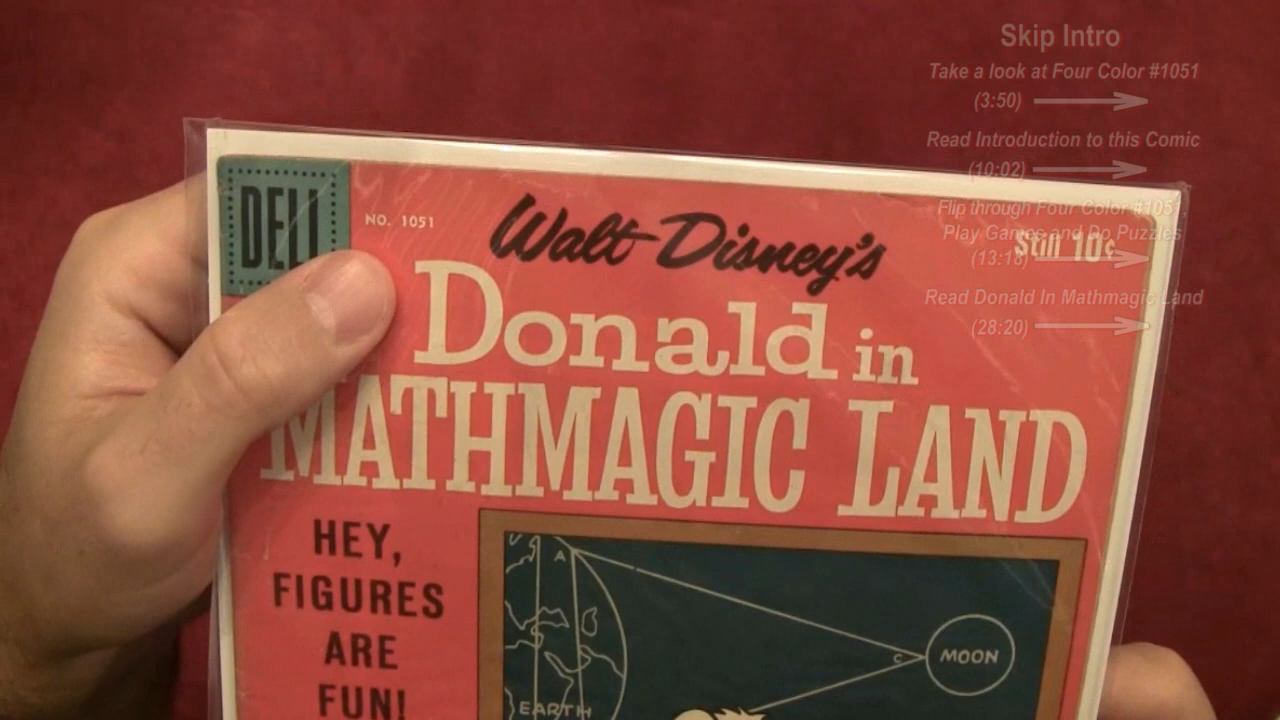 Skip Intro
Take a look at Four Color #1051
(3:50)
Read Introduction to this Comic
(10:02)
Flip through Four Color #1051
Play Games and Do Puzzles
(13:18)
Read Donald In Mathmagic Land
(28:20)
DELL
NO. 1051
Walt Disney's
Still 10¢
Donald in
MATHMAGIC LAND
HEY,
FIGURES
ARE
FUN!
A
C
MOON
EARTH